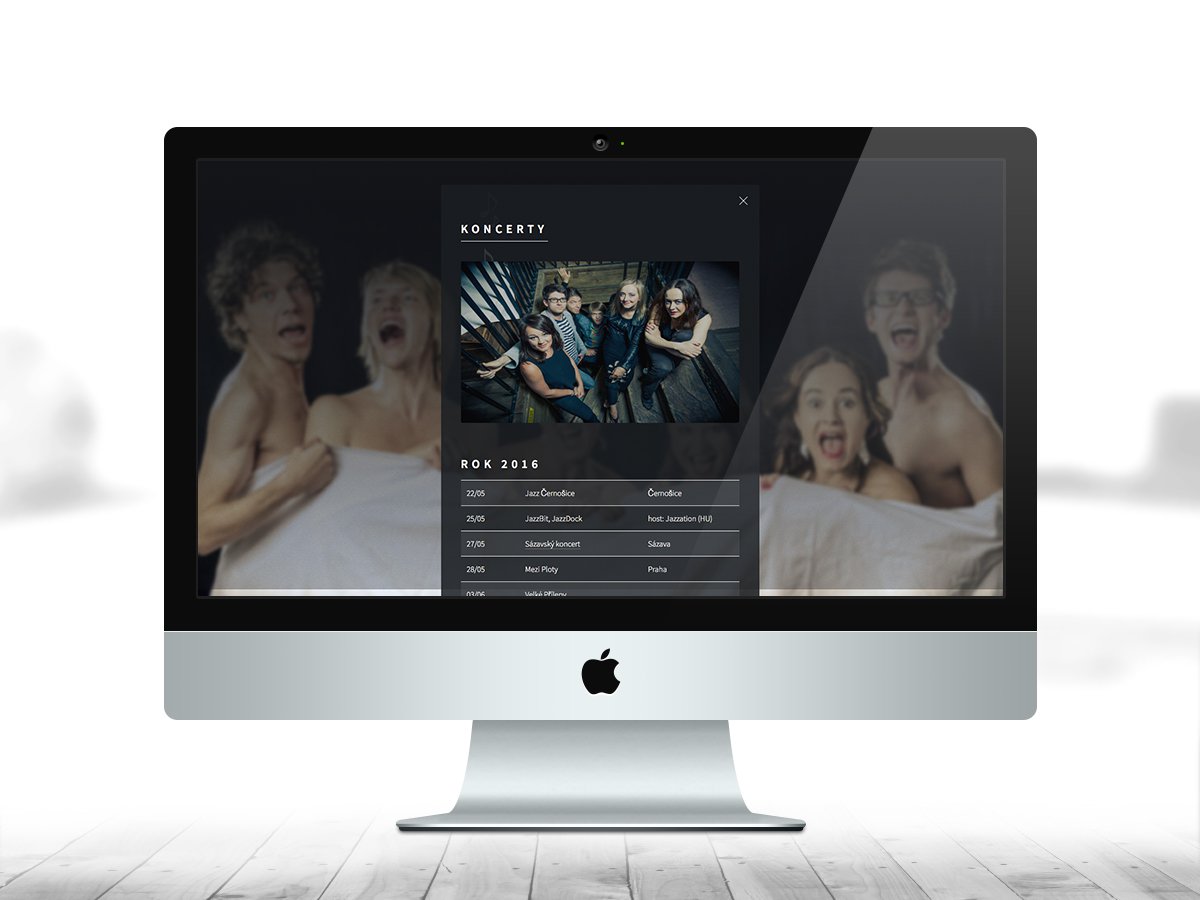 KONCERTY
ROK 2016
22/05 Jazz Černošice Černošice
25/05 JazzBit, JazzDock host: Jazzation (HU)
27/05 Sázavský koncert Sázava
28/05 Mezi Ploty Praha
03/06 Velké Přílepy